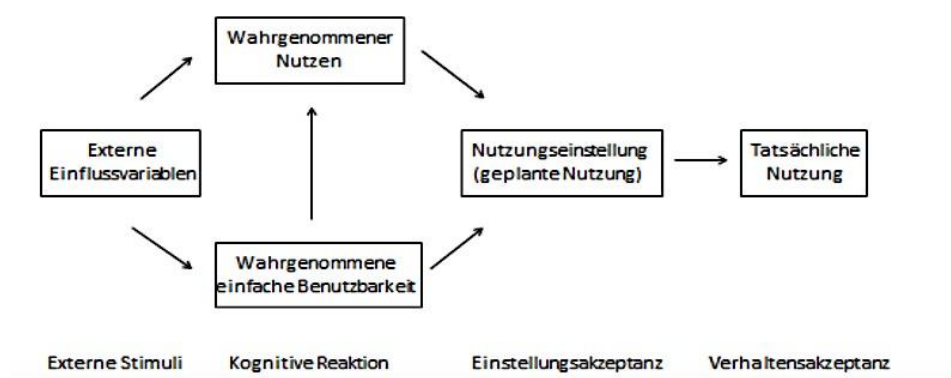 Wahrgenommener
Nutzen
Externe
Einflussvariablen
Nutzungseinstellung
(geplante Nutzung)
Tatsächliche
Nutzung
Wahrgenommene
einfache Benutzbarkeit
Externe Stimuli
Kognitive Reaktion
Einstellungsakzeptanz
Verhaltensakzeptanz